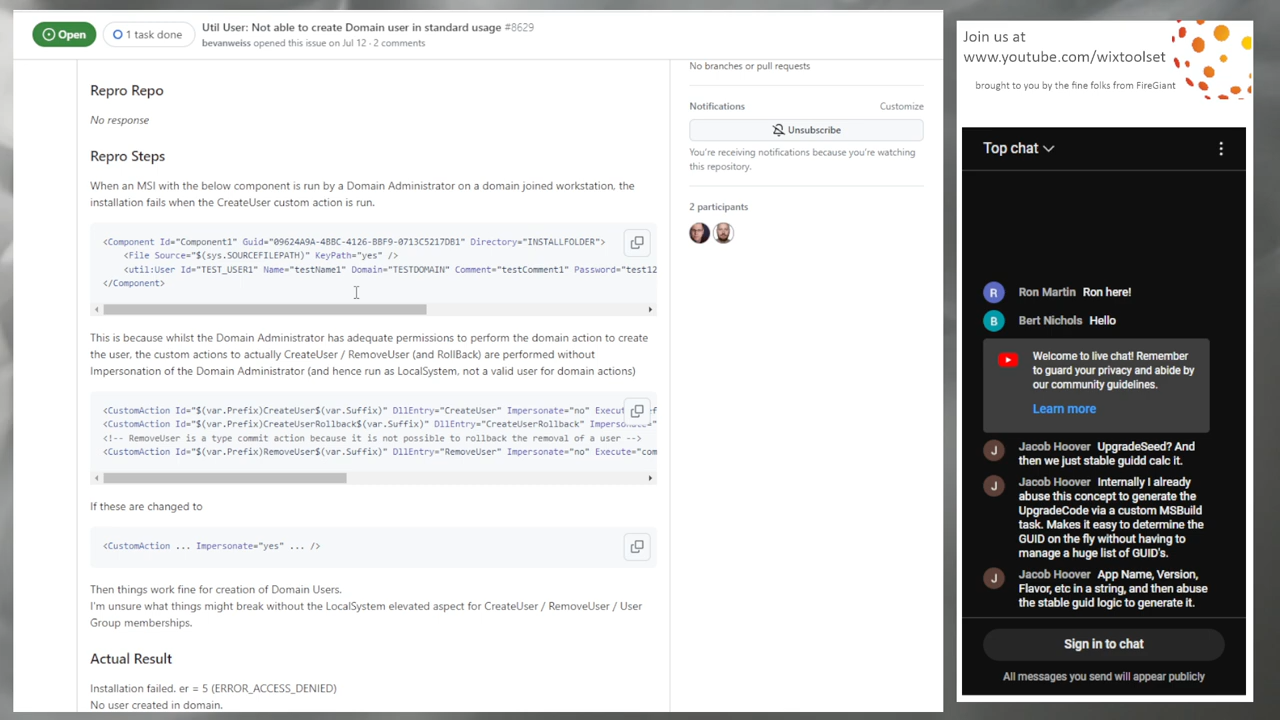 Open
1 task done
Util User: Not able to create Domain user in standard usage #8629
bevanweiss opened this issue on Jul 12 · 2 comments
Repro Repo
No response
Repro Steps
When an MSI with the below component is run by a Domain Administrator on a domain joined workstation, the
installation fails when the CreateUser custom action is run.
<Component Id="Component1" Guid="09624A9A-4BBC-4126-BBF9-0713C5217DB1" Directory="INSTALLFOLDER">
<File Source="$(sys.SOURCEFILEPATH)" KeyPath="yes" />
<util:User Id="TEST_USER1" Name="testName1" Domain="TESTDOMAIN" Comment="testComment1" Password="test12
</Component>
This is because whilst the Domain Administrator has adequate permissions to perform the domain action to create
the user, the custom actions to actually CreateUser / RemoveUser (and RollBack) are performed without
Impersonation of the Domain Administrator (and hence run as LocalSystem, not a valid user for domain actions)
<CustomAction Id="$(var.Prefix)CreateUser$(var.Suffix)" DllEntry="CreateUser" Impersonate="no"
<CustomAction Id="$(var.Prefix)CreateUserRollback$(var.Suffix)" DllEntry="CreateUserRollback"
<!-- RemoveUser is a type commit action because it is not possible to rollback the removal of a user -->
<CustomAction Id="$(var.Prefix)RemoveUser$(var.Suffix)" DllEntry="RemoveUser" Impersonate="no" Execute="com
If these are changed to
<CustomAction ... Impersonate="yes" ... />
Then things work fine for creation of Domain Users.
I'm unsure what things might break without the LocalSystem elevated aspect for CreateUser / RemoveUser / User
Group memberships.
Actual Result
Installation failed. er = 5 (ERROR_ACCESS_DENIED)
No user created in domain.
No branches or pull requests
Notifications
Customize
Unsubscribe
You're receiving notifications because you're watching
this repository.
2 participants
Join us at
www.youtube.com/wixtoolset
brought to you by the fine folks from FireGiant
Top chat
R Ron Martin Ron here!
B Bert Nichols Hello
Welcome to live chat! Remember
to guard your privacy and abide by
our community guidelines.
Learn more
J Jacob Hoover UpgradeSeed? And
then we just stable guidd calc it.
J Jacob Hoover Internally I already
abuse this concept to generate the
UpgradeCode via a custom MSBuild
task. Makes it easy to determine the
GUID on the fly without having to
manage a huge list of GUID's.
J Jacob Hoover App Name, Version,
Flavor, etc in a string, and then abuse
the stable guid logic to generate it.
Sign in to chat
All messages you send will appear publicly